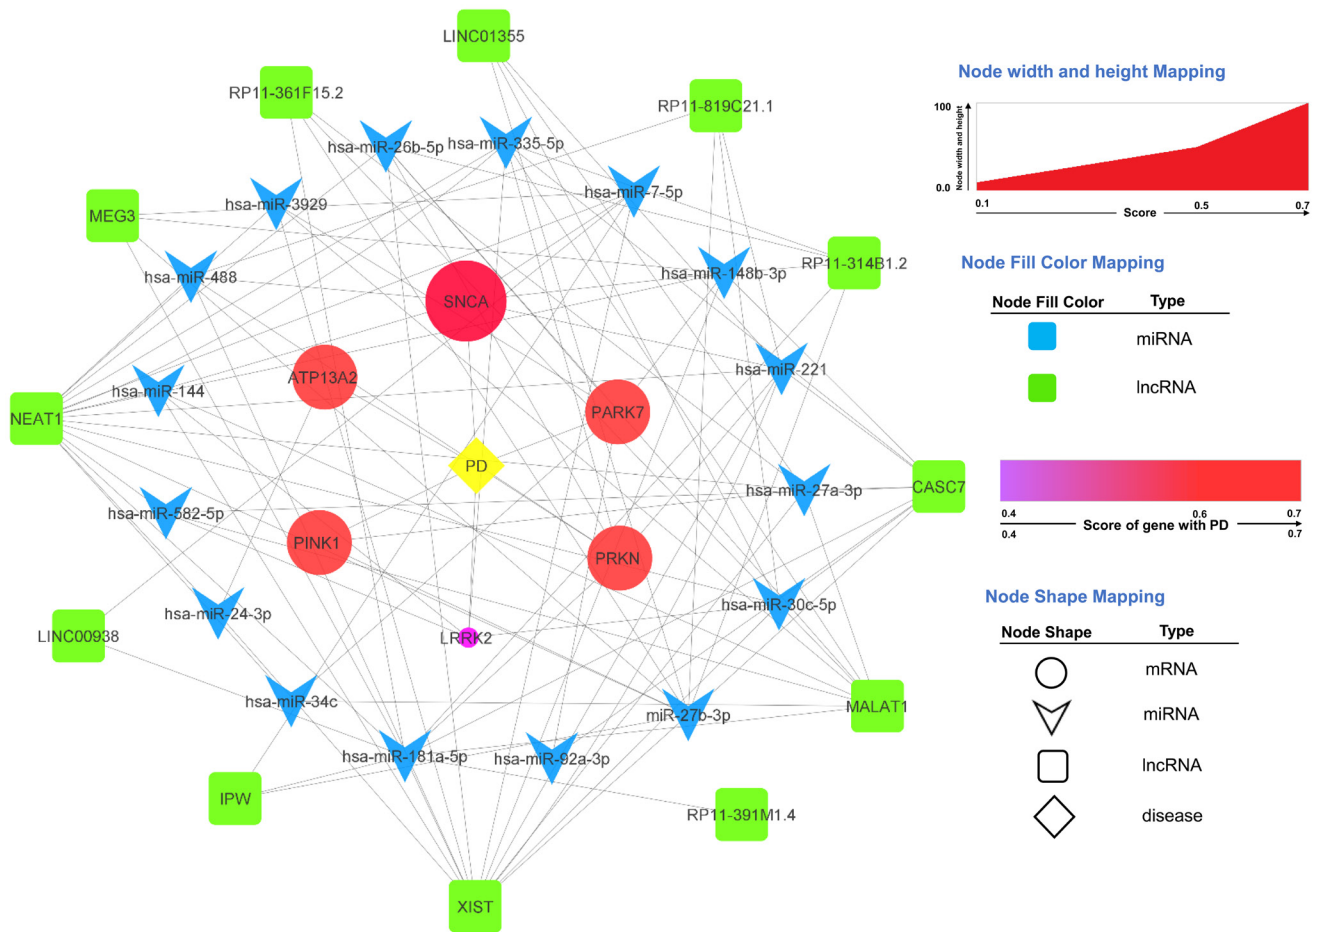 LINC01355
RP11-361F15.2
RP11-819C21.1
hsa-miR-26b-5p
hsa-miR-335-5p
hsa-miR-7-5p
hsa-miR-3929
MEG3
RP11-314B1.2
hsa-miR-148b-3p
hsa-miR-488
SNCA
hsa-miR-221
ATP13A2
hsa-miR-144
PARK7
NEAT1
PD
CASC7
hsa-miR-27a-3p
hsa-miR-582-5p
PINK1
PRKN
hsa-miR-30c-5p
hsa-miR-24-3p
LINC00938
LRRK2
hsa-miR-34c
MALAT1
miR-27b-3p
hsa-miR-181a-5p
hsa-miR-92a-3p
IPW
RP11-391M1.4
XIST
Node width and height Mapping
100
Node width and height
0.0
0.1
0.5
0.7
Score
Node Fill Color Mapping
Node Fill Color Type
miRNA
lncRNA
0.4 0.6 0.7
Score of gene with PD
0.4 0.7
Node Shape Mapping
Node Shape Type
mRNA
miRNA
lncRNA
disease